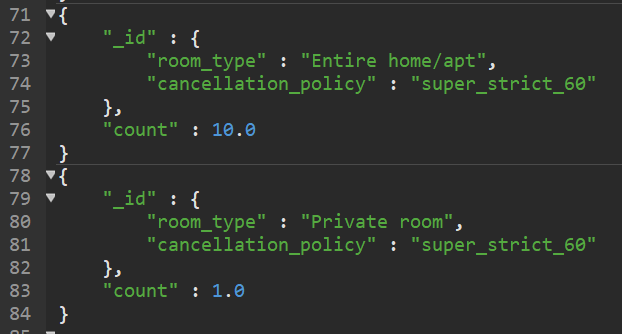 71 {
72     "_id" : {
73         "room_type" : "Entire home/apt",
74         "cancellation_policy" : "super_strict_60"
75     },
76     "count" : 10.0
77 }
78 {
79     "_id" : {
80         "room_type" : "Private room",
81         "cancellation_policy" : "super_strict_60"
82     },
83     "count" : 1.0
84 }